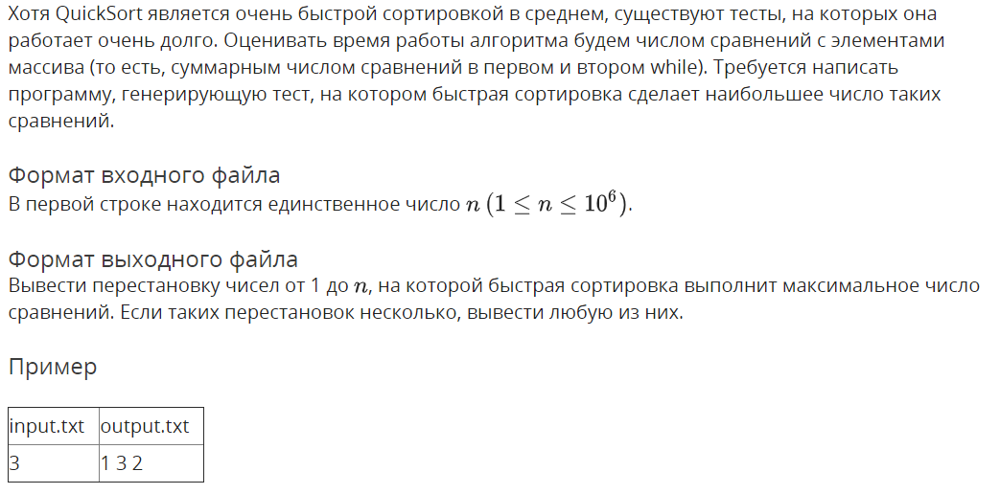 Хотя QuickSort является очень быстрой сортировкой в среднем, существуют тесты, на которых она
работает очень долго. Оценивать время работы алгоритма будем числом сравнений с элементами
массива (то есть, суммарным числом сравнений в первом и втором while). Требуется написать
программу, генерирующую тест, на котором быстрая сортировка сделает наибольшее число таких
сравнений.
Формат входного файла
В первой строке находится единственное число n (1 ≤ n ≤ 10⁶).
Формат выходного файла
Вывести перестановку чисел от 1 до n, на которой быстрая сортировка выполнит максимальное число
сравнений. Если таких перестановок несколько, вывести любую из них.
Пример
input.txt output.txt
3 1 3 2